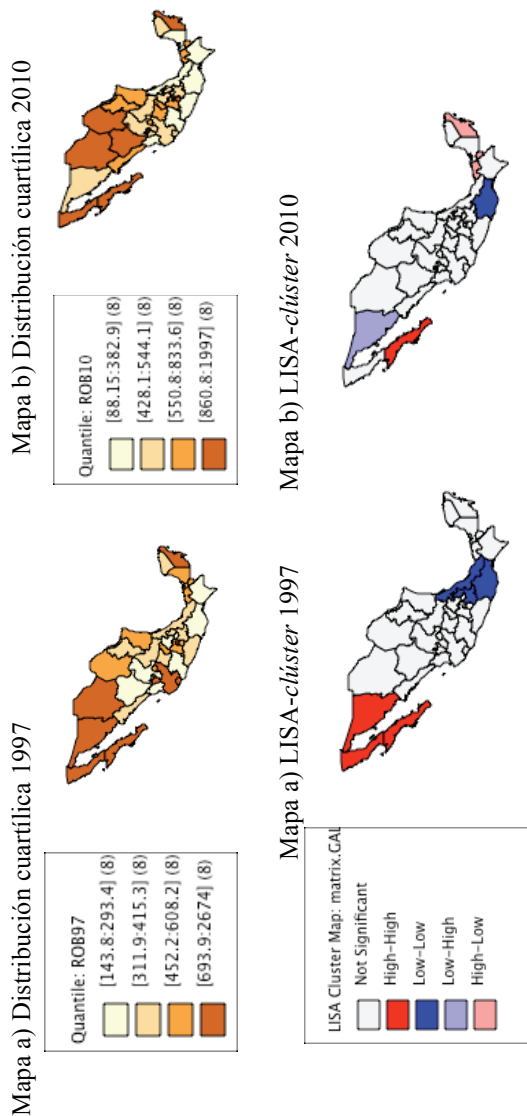 Mapa a) Distribución cuartílica 1997
Quantile: ROB97
[143.8:293.4] (8)
[311.9:415.3] (8)
[452.2:608.2] (8)
[693.9:2674] (8)
Mapa b) Distribución cuartílica 2010
Quantile: ROB10
[88.15:382.9] (8)
[428.1:544.1] (8)
[550.8:833.6] (8)
[860.8:1997] (8)
Mapa a) LISA-clúster 1997
LISA Cluster Map: matrix.GAL
Not Significant
High-High
Low-Low
Low-High
High-Low
Mapa b) LISA-clúster 2010